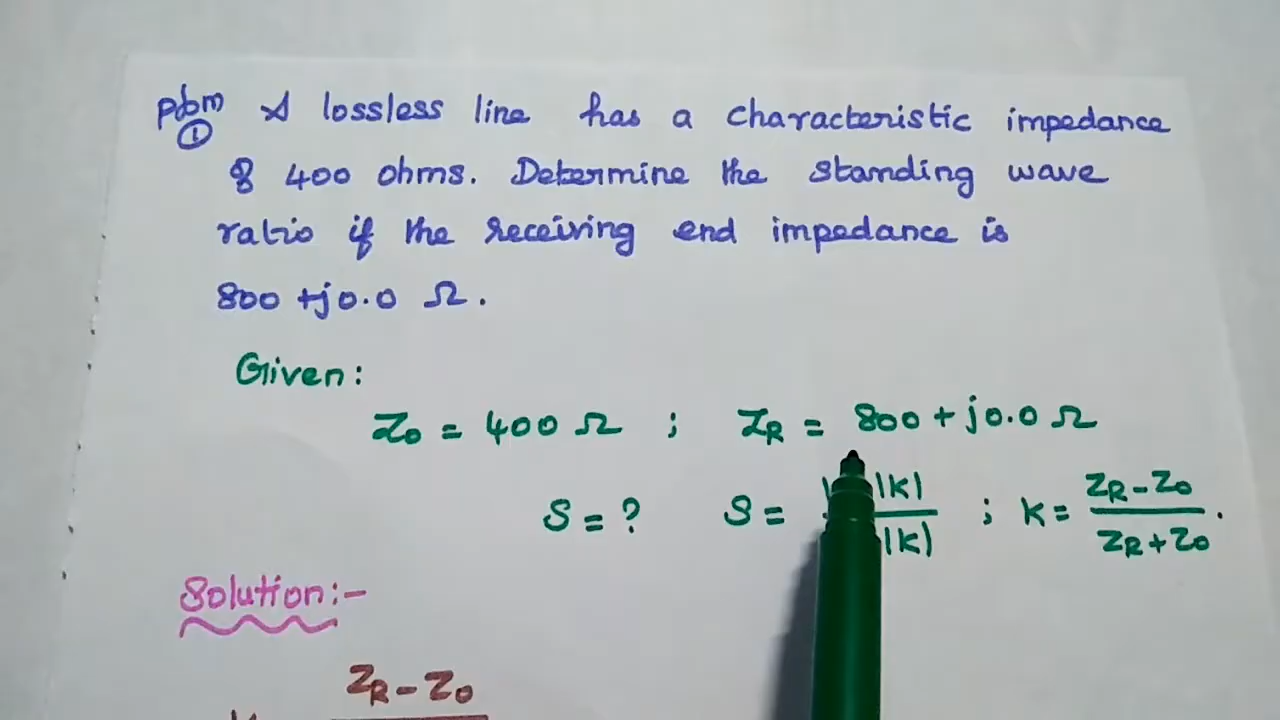 Pbm A lossless line has a characteristic impedance
① of 400 ohms. Determine the standing wave
ratio if the receiving end impedance is
800 +j0.0 Ω.
Given:
Z0 = 400 Ω ; ZR = 800 + j0.0 Ω
S = ? S = |K| / |K| ; K = ZR - Z0 / ZR + Z0 .
Solution:-
ZR - Z0